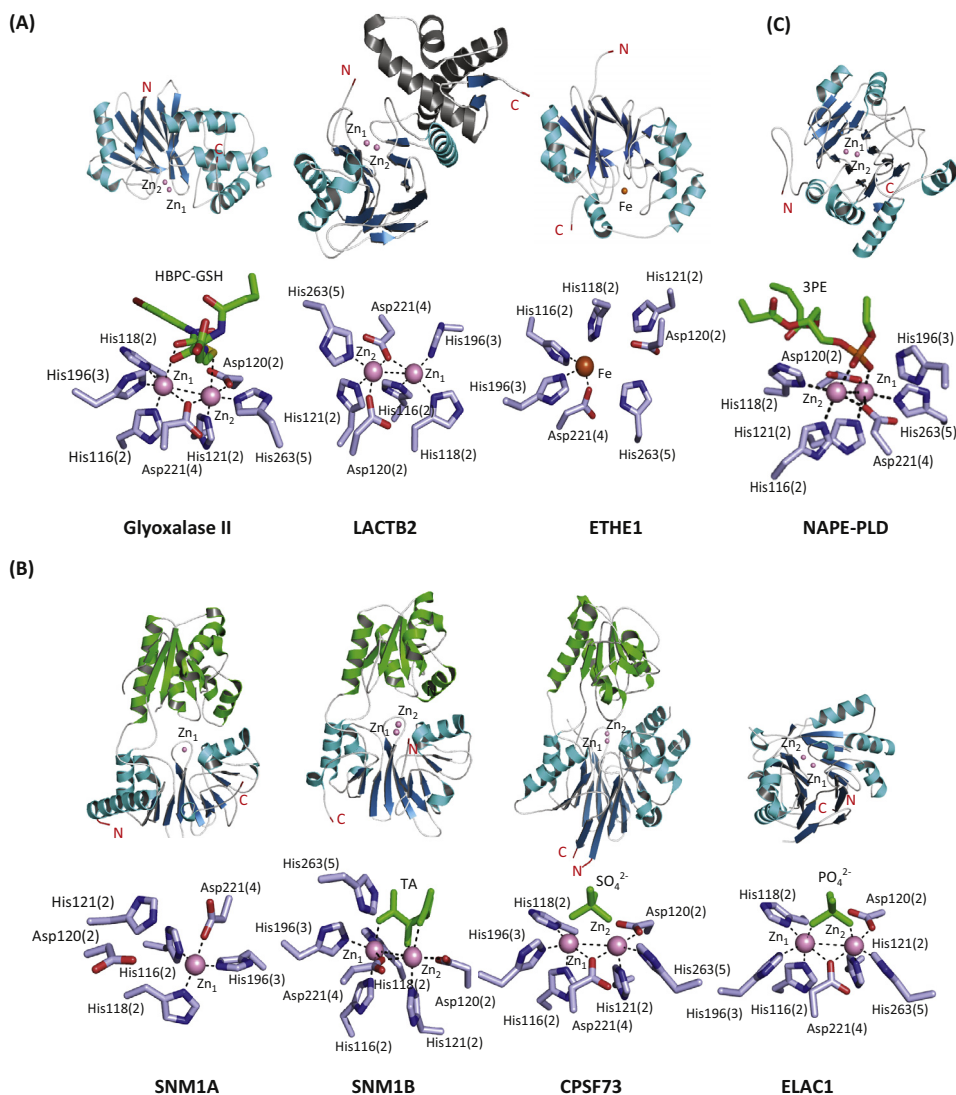 (A)
(C)
N
Zn2
Zn1
C
N
Zn1
Zn2
C
N
Fe
C
Zn1
Zn2
N
C
HBPC-GSH
His118(2)
Asp120(2)
His196(3)
Zn1
Zn2
His116(2)
His121(2)
His263(5)
Asp221(4)
Glyoxalase II
His263(5)
Asp221(4)
Zn2
His196(3)
Zn1
His121(2)
His116(2)
His118(2)
Asp120(2)
LACTB2
His121(2)
His118(2)
His116(2)
Asp120(2)
Fe
His196(3)
Asp221(4)
His263(5)
ETHE1
3PE
His196(3)
Asp120(2)
Zn1
His118(2)
Zn2
His263(5)
His121(2)
Asp221(4)
His116(2)
NAPE-PLD
(B)
Zn1
C
N
Zn2
Zn1
N
C
Zn2
Zn1
C
N
Zn2
Zn1
C
N
Asp221(4)
His121(2)
Asp120(2)
His116(2)
His196(3)
Zn1
His118(2)
SNM1A
His263(5)
TA
His196(3)
Zn1
Zn2
Asp221(4)
His118(2)
Asp120(2)
His116(2)
His121(2)
SNM1B
SO4 2-
His118(2)
Asp120(2)
Zn2
His196(3)
Zn1
His263(5)
His116(2)
His121(2)
Asp221(4)
CPSF73
PO4 2-
His118(2)
Asp120(2)
Zn2
Zn1
His121(2)
His196(3)
His116(2)
His263(5)
Asp221(4)
ELAC1